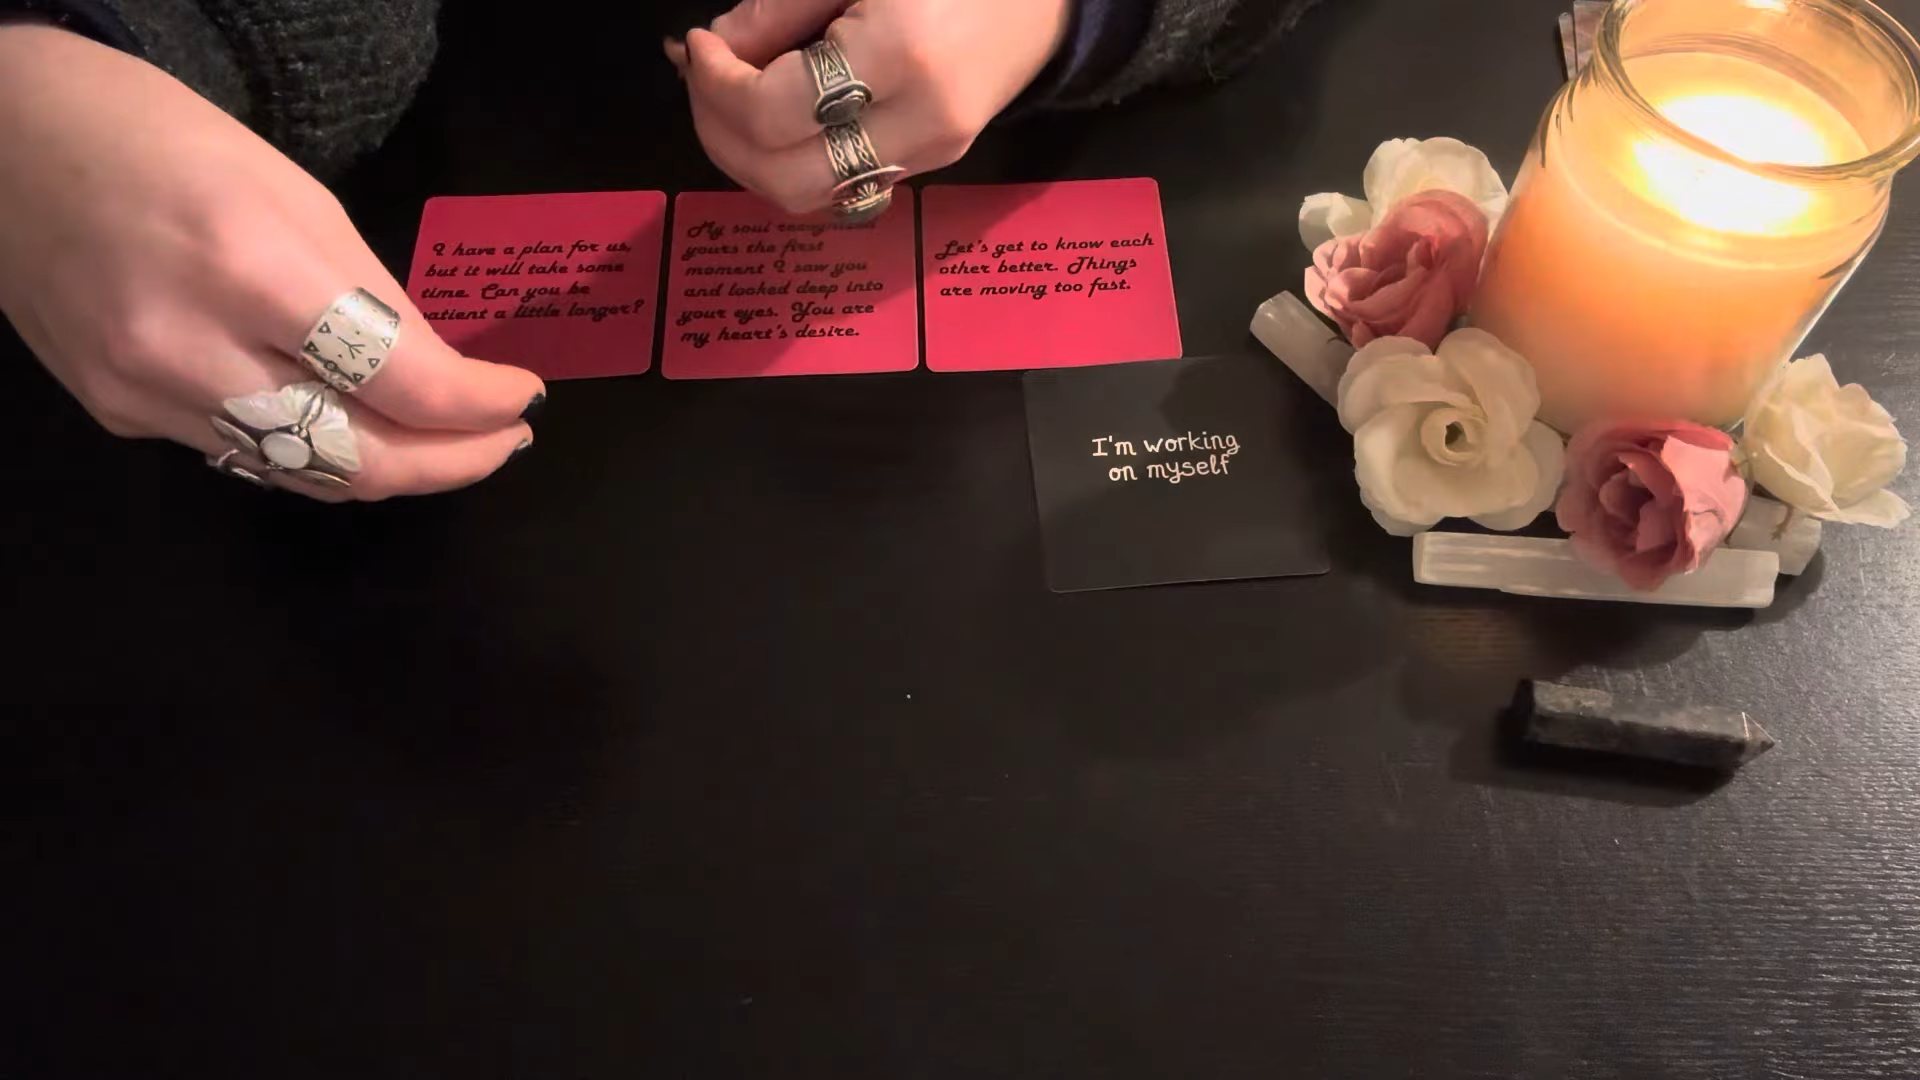 I have a plan for us,
but it will take some
time. Can you be
patient a little longer?
My soul recognized
yours the first
moment I saw you
and looked deep into
your eyes. You are
my heart's desire.
Let's get to know each
other better. Things
are moving too fast.
I'm working
on myself